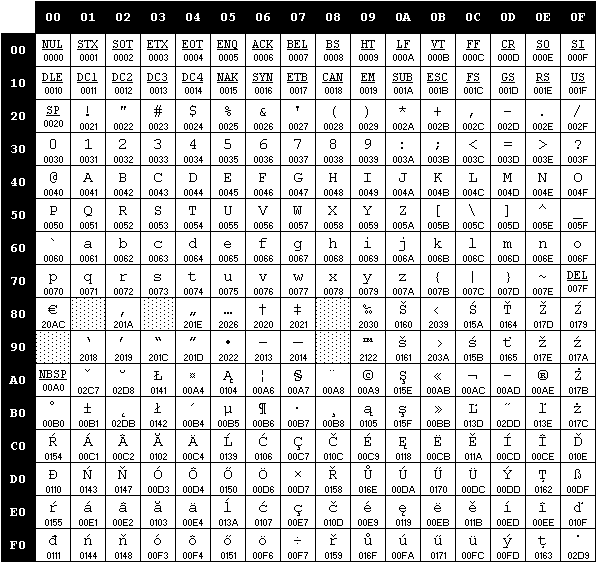 00 01 02 03 04 05 06 07 08 09 0A 0B 0C 0D 0E 0F
00 NUL STX SOT ETX EOT ENQ ACK BEL BS HT LF VT FF CR SO SI
0000 0001 0002 0003 0004 0005 0006 0007 0008 0009 000A 000B 000C 000D 000E 000F
10 DLE DC1 DC2 DC3 DC4 NAK SYN ETB CAN EM SUB ESC FS GS RS US
0010 0011 0012 0013 0014 0015 0016 0017 0018 0019 001A 001B 001C 001D 001E 001F
20 SP ! " # $ % & ' ( ) * + , - . /
0020 0021 0022 0023 0024 0025 0026 0027 0028 0029 002A 002B 002C 002D 002E 002F
30 0 1 2 3 4 5 6 7 8 9 : ; < = > ?
0030 0031 0032 0033 0034 0035 0036 0037 0038 0039 003A 003B 003C 003D 003E 003F
40 @ A B C D E F G H I J K L M N O
0040 0041 0042 0043 0044 0045 0046 0047 0048 0049 004A 004B 004C 004D 004E 004F
50 P Q R S T U V W X Y Z [ \ ] ^ _
0050 0051 0052 0053 0054 0055 0056 0057 0058 0059 005A 005B 005C 005D 005E 005F
60 ` a b c d e f g h i j k l m n o
0060 0061 0062 0063 0064 0065 0066 0067 0068 0069 006A 006B 006C 006D 006E 006F
70 p q r s t u v w x y z { | } ~ DEL
0070 0071 0072 0073 0074 0075 0076 0077 0078 0079 007A 007B 007C 007D 007E 007F
80 € ‚ „ … † ‡ ‰ Š ‹ Ś Ť Ž Ź
20AC 201A 201E 2026 2020 2021 2030 0160 2039 015A 0164 017D 0179
90 ‘ ’ “ ” • – — ™ š › ś ť ž ź
2018 2019 201C 201D 2022 2013 2014 2122 0161 203A 015B 0165 017E 017A
A0 NBSP ˇ ˘ Ł ¤ Ą ¦ § ¨ © Ş « ¬ - ® Ż
00A0 02C7 02D8 0141 00A4 0104 00A6 00A7 00A8 00A9 015E 00AB 00AC 00AD 00AE 017B
B0 ° ± ˛ ł ´ µ ¶ · ¸ ą ş » Ľ ˝ ľ ż
00B0 00B1 02DB 0142 00B4 00B5 00B6 00B7 00B8 0105 015F 00BB 013D 02DD 013E 017C
C0 Ŕ Á Â Ă Ä Ĺ Ć Ç Č É Ę Ë Ě Í Î Ď
0154 00C1 00C2 0102 00C4 0139 0106 00C7 010C 00C9 0118 00CB 011A 00CD 00CE 010E
D0 Đ Ń Ň Ó Ô Ő Ö × Ř Ů Ú Ű Ü Ý Ţ ß
0110 0143 0147 00D3 00D4 0150 00D6 00D7 0158 016E 00DA 0170 00DC 00DD 0162 00DF
E0 ŕ á â ă ä ĺ ć ç č é ę ë ě í î ď
0155 00E1 00E2 0103 00E4 013A 0107 00E7 010D 00E9 0119 00EB 011B 00ED 00EE 010F
F0 đ ń ň ó ô ő ö ÷ ř ů ú ű ü ý ţ ˙
0111 0144 0148 00F3 00F4 0151 00F6 00F7 0159 016F 00FA 0171 00FC 00FD 0163 02D9